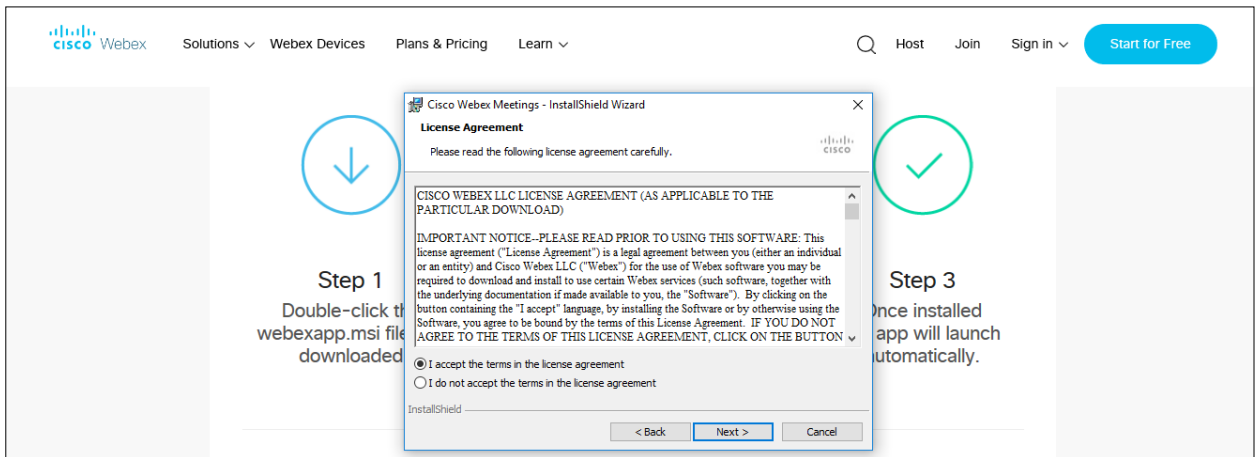 CISCO Webex
Solutions Webex Devices Plans & Pricing Learn Host Join Sign in Start for Free
Cisco Webex Meetings - InstallShield Wizard
License Agreement
Please read the following license agreement carefully.
CISCO
CISCO WEBEX LLC LICENSE AGREEMENT (AS APPLICABLE TO THE
PARTICULAR DOWNLOAD)
IMPORTANT NOTICE--PLEASE READ PRIOR TO USING THIS SOFTWARE: This
license agreement ("License Agreement") is a legal agreement between you (either an individual
or an entity) and Cisco Webex LLC ("Webex") for the use of Webex software you may be
required to download and install to use certain Webex services (such software, together with
the underlying documentation if made available to you, the "Software"). By clicking on the
button containing the "I accept" language, by installing the Software or by otherwise using the
Software, you agree to be bound by the terms of this License Agreement. IF YOU DO NOT
AGREE TO THE TERMS OF THIS LICENSE AGREEMENT, CLICK ON THE BUTTON
I accept the terms in the license agreement
I do not accept the terms in the license agreement
InstallShield
< Back Next > Cancel
Step 1
Double-click th
webexapp.msi file
downloaded
Step 3
Once installed
app will launch
automatically.